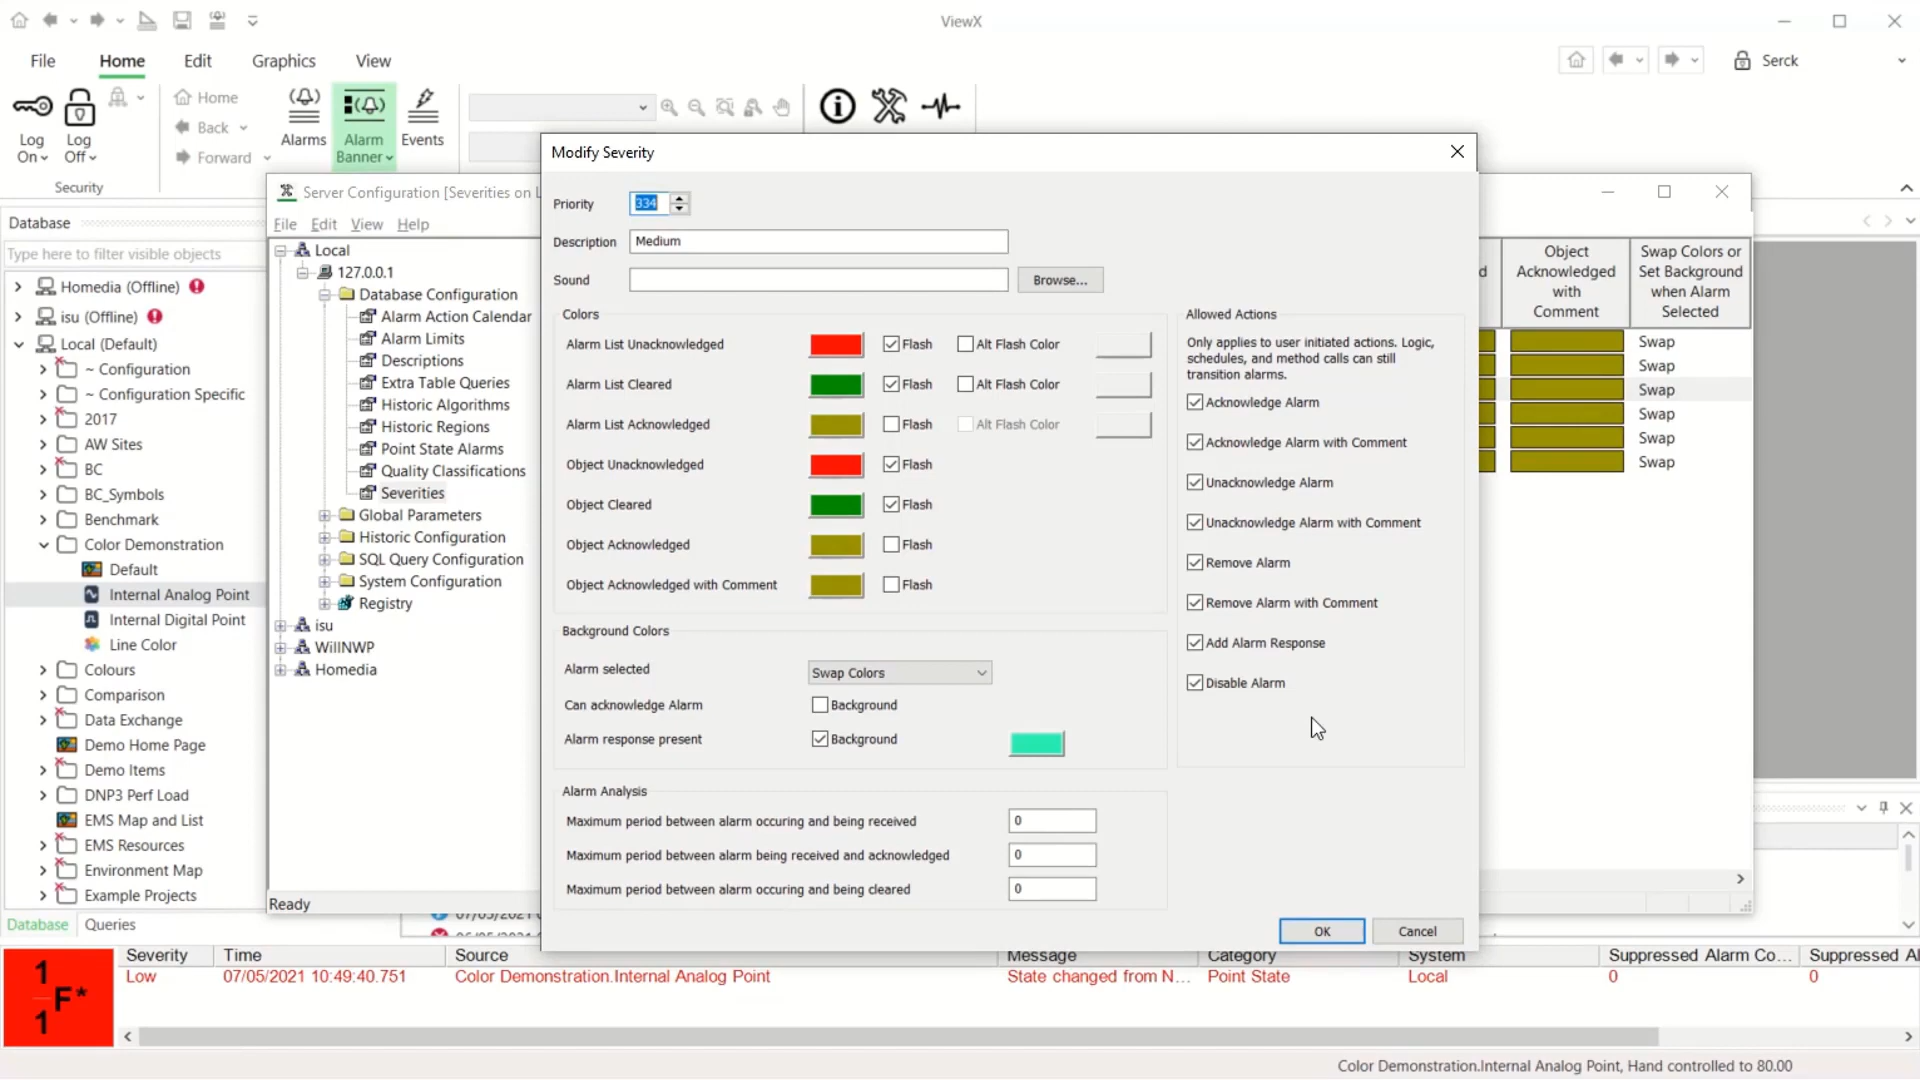 ViewX
File
Home
Edit
Graphics
View
Serck
Log On
Log Off
Security
Home
Back
Forward
Alarms
Alarm Banner
Events
Database
Type here to filter visible objects
Homedia (Offline)
isu (Offline)
Local (Default)
~ Configuration
~ Configuration Specific
2017
AW Sites
BC
BC_Symbols
Benchmark
Color Demonstration
Default
Internal Analog Point
Internal Digital Point
Line Color
Colours
Comparison
Data Exchange
Demo Home Page
Demo Items
DNP3 Perf Load
EMS Map and List
EMS Resources
Environment Map
Example Projects
Database
Queries
Server Configuration [Severities on L
File Edit View Help
Local
127.0.0.1
Database Configuration
Alarm Action Calendar
Alarm Limits
Descriptions
Extra Table Queries
Historic Algorithms
Historic Regions
Point State Alarms
Quality Classifications
Severities
Global Parameters
Historic Configuration
SQL Query Configuration
System Configuration
Registry
isu
WillNWP
Homedia
Ready
Modify Severity
Priority 334
Description Medium
Sound Browse...
Colors
Alarm List Unacknowledged Flash Alt Flash Color
Alarm List Cleared Flash Alt Flash Color
Alarm List Acknowledged Flash Alt Flash Color
Object Unacknowledged Flash
Object Cleared Flash
Object Acknowledged Flash
Object Acknowledged with Comment Flash
Background Colors
Alarm selected Swap Colors
Can acknowledge Alarm Background
Alarm response present Background
Alarm Analysis
Maximum period between alarm occuring and being received 0
Maximum period between alarm being received and acknowledged 0
Maximum period between alarm occuring and being cleared 0
Allowed Actions
Only applies to user initiated actions. Logic,
schedules, and method calls can still
transition alarms.
Acknowledge Alarm
Acknowledge Alarm with Comment
Unacknowledge Alarm
Unacknowledge Alarm with Comment
Remove Alarm
Remove Alarm with Comment
Add Alarm Response
Disable Alarm
OK
Cancel
d
Object
Acknowledged
with
Comment
Swap Colors or
Set Background
when Alarm
Selected
Swap
Swap
Swap
Swap
Swap
Swap
1
F*
1
Severity Time Source Message Category System Suppressed Alarm Co... Suppressed Al
Low 07/05/2021 10:49:40.751 Color Demonstration.Internal Analog Point State changed from N... Point State Local 0 0
Color Demonstration.Internal Analog Point, Hand controlled to 80.00